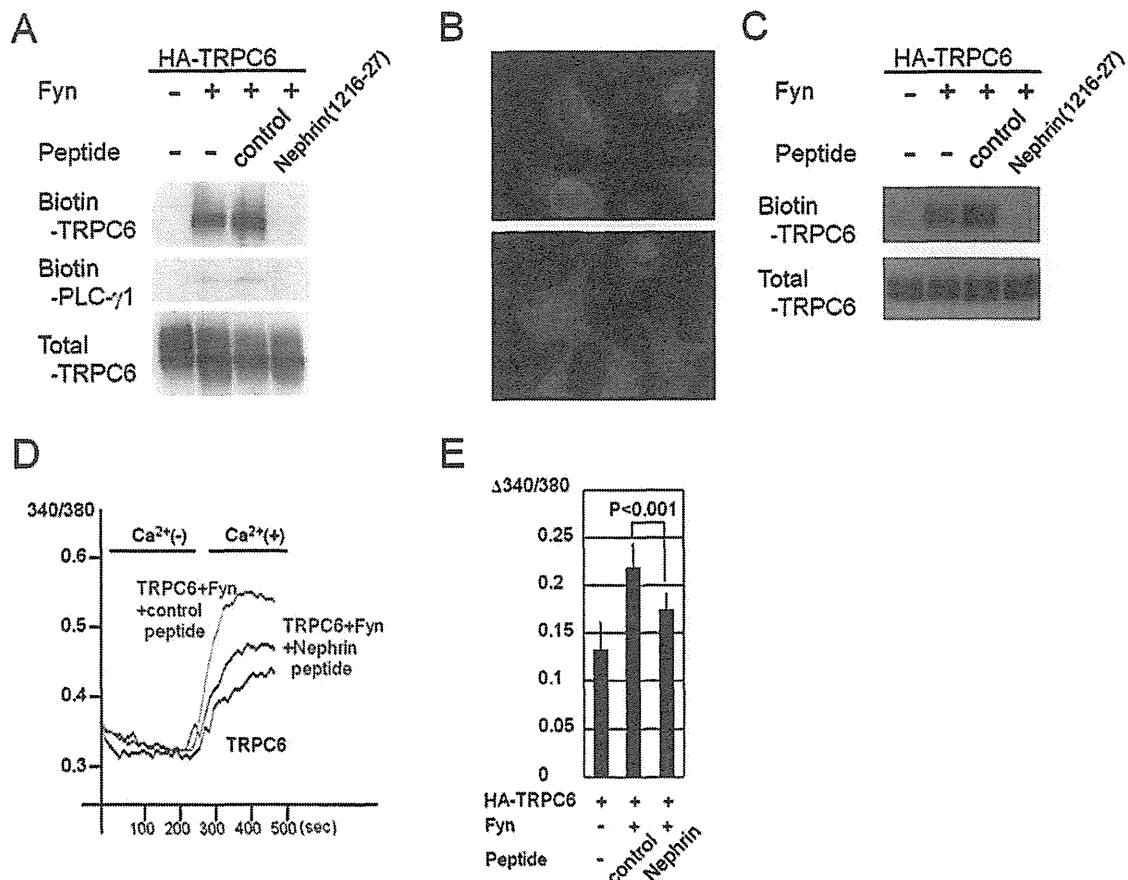 A
HA-TRPC6
Fyn - + + +
Peptide - - control Nephrin(1216-27)
Biotin
-TRPC6
Biotin
-PLC-γ1
Total
-TRPC6
B
C
HA-TRPC6
Fyn - + + +
Peptide - - control Nephrin(1216-27)
Biotin
-TRPC6
Total
-TRPC6
D
340/380
Ca²⁺(-) Ca²⁺(+)
0.6
0.5
0.4
0.3
TRPC6+Fyn
+control
peptide
TRPC6+Fyn
+Nephrin
peptide
TRPC6
100 200 300 400 500 (sec)
E
Δ340/380
P<0.001
0.25
0.2
0.15
0.1
0.05
0
HA-TRPC6 + + +
Fyn - + +
Peptide - control Nephrin